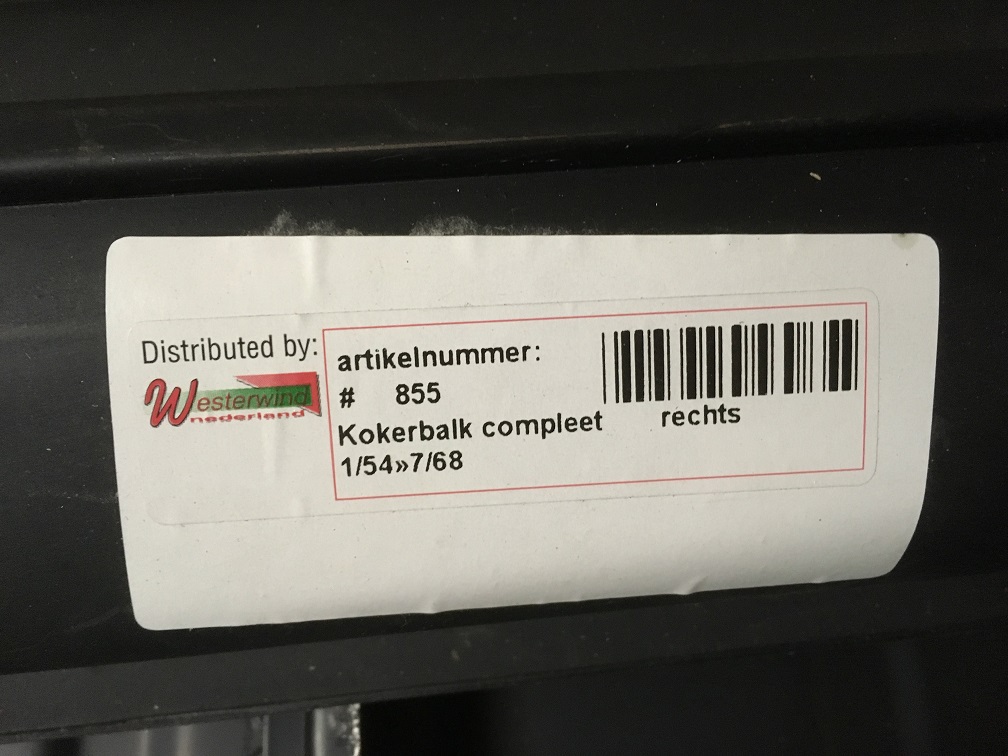 Distributed by:
Westerwind
nederland
artikelnummer:
# 855
Kokerbalk compleet rechts
1/54»7/68